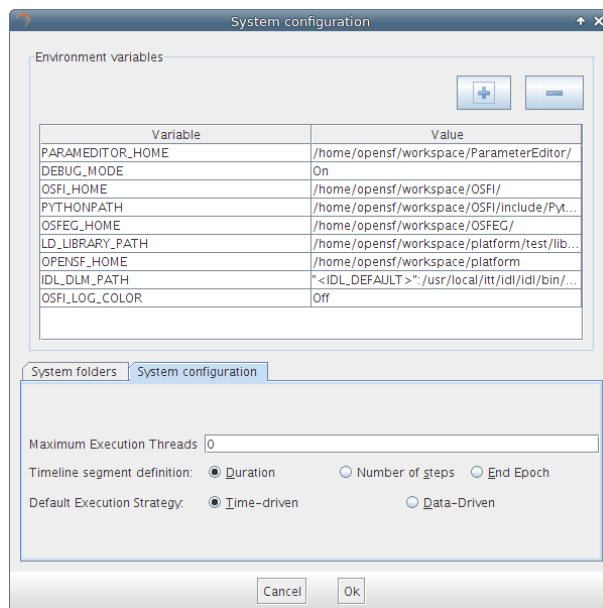 System configuration
Environment variables
Variable Value
PARAMEDITOR_HOME /home/opensf/workspace/ParameterEditor/
DEBUG_MODE On
OSFI_HOME /home/opensf/workspace/OSFI/
PYTHONPATH /home/opensf/workspace/OSFI/include/Pyt...
OSFEG_HOME /home/opensf/workspace/OSFEG/
LD_LIBRARY_PATH /home/opensf/workspace/platform/test/lib...
OPENSF_HOME /home/opensf/workspace/platform
IDL_DLM_PATH "<IDL_DEFAULT>":/usr/local/itt/idl/idl/bin/...
OSFI_LOG_COLOR Off
System folders System configuration
Maximum Execution Threads 0
Timeline segment definition: Duration Number of steps End Epoch
Default Execution Strategy: Time-driven Data-Driven
Cancel Ok